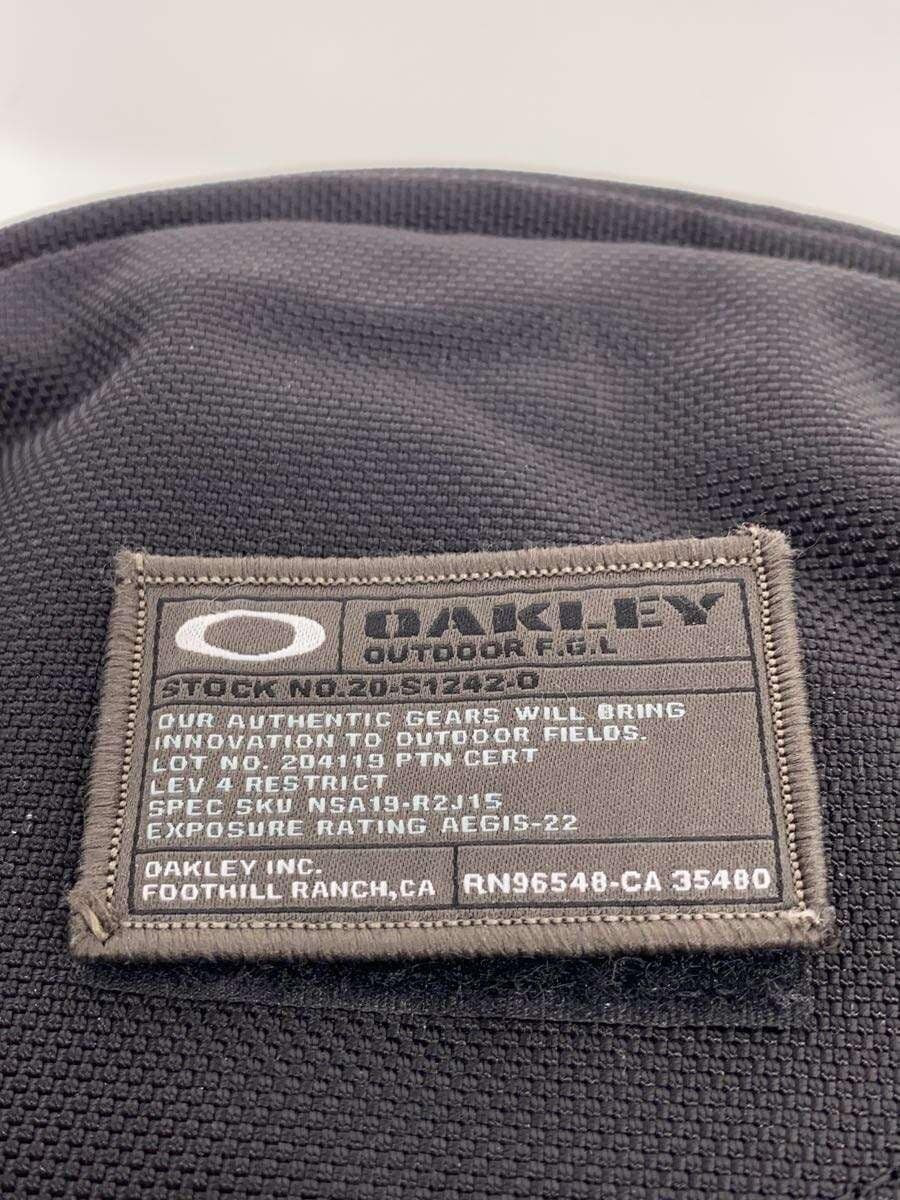 OAKLEY
OUTDOOR F.G.L
STOCK NO.20-S1242-0
OUR AUTHENTIC GEARS WILL BRING
INNOVATION TO OUTDOOR FIELDS.
LOT NO. 204119 PTN CERT
LEV 4 RESTRICT
SPEC SKU NSA19-R2J15
EXPOSURE RATING AEGIS-22
OAKLEY INC.
FOOTHILL RANCH,CA
RN96548-CA 35480